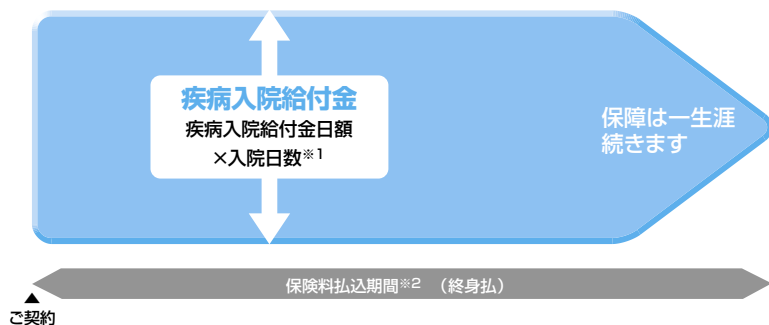 疾病入院給付金
疾病入院給付金日額
×入院日数※1
保障は一生涯
続きます
保険料払込期間※2 （終身払）
ご契約